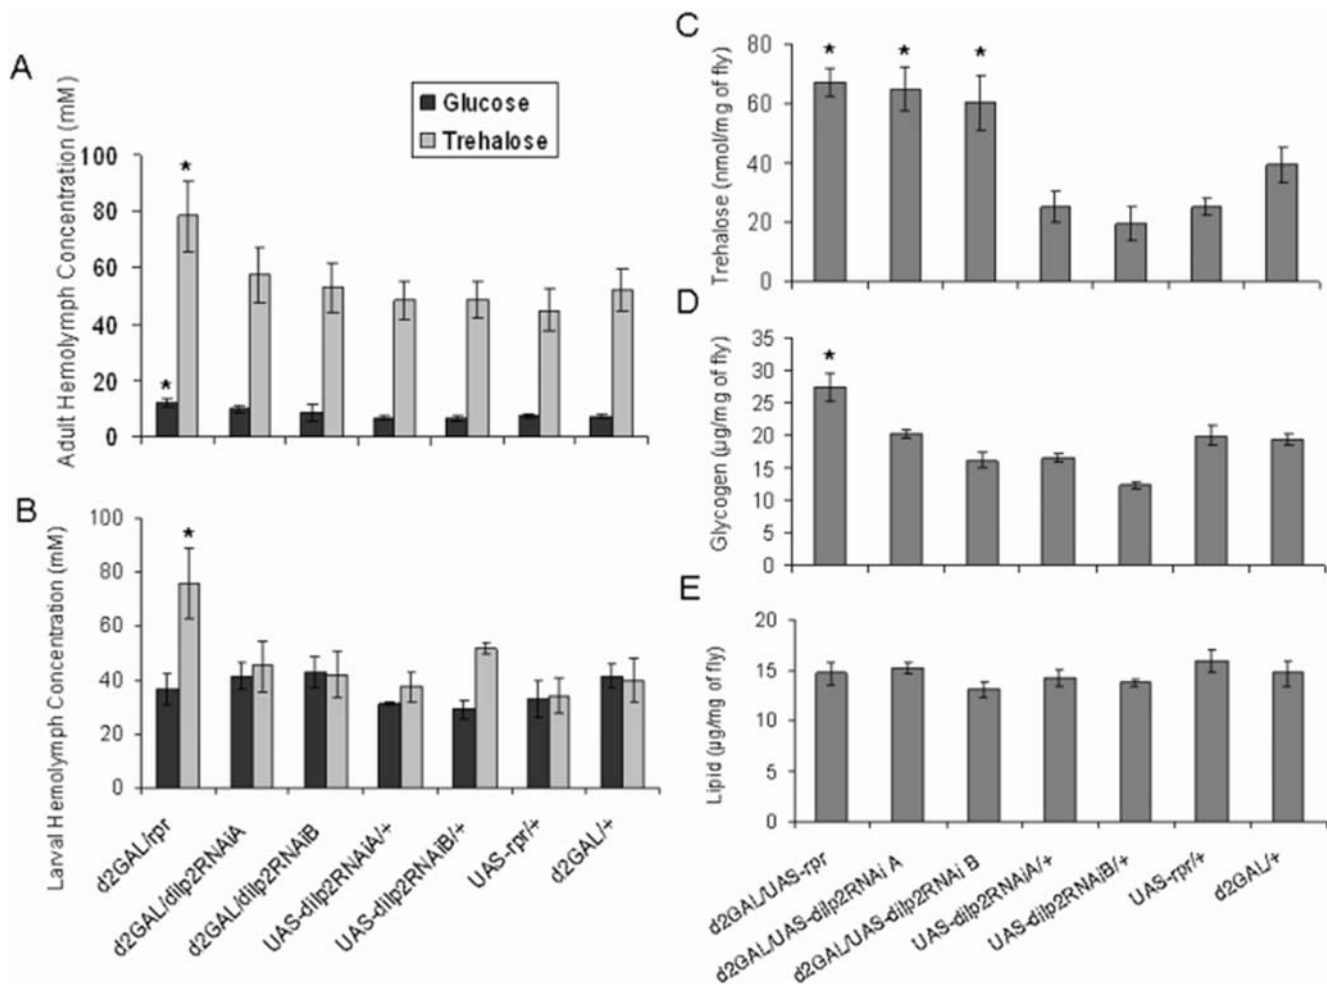 A
Adult Hemolymph Concentration (mM)
100
80
60
40
20
0
Glucose
Trehalose
*
*
B
Larval Hemolymph Concentration (mM)
100
80
60
40
20
0
*
d2GAL/rpr
d2GAL/dilp2RNAiA
d2GAL/dilp2RNAiB
UAS-dilp2RNAiA/+
UAS-dilp2RNAiB/+
UAS-rpr/+
d2GAL/+
C
Trehalose (nmol/mg of fly)
80
60
40
20
0
* * *
D
Glycogen (µg/mg of fly)
35
30
25
20
15
10
5
0
*
E
Lipid (µg/mg of fly)
20
15
10
5
0
d2GAL/UAS-rpr
d2GAL/UAS-dilp2RNAi A
d2GAL/UAS-dilp2RNAi B
UAS-dilp2RNAiA/+
UAS-dilp2RNAiB/+
UAS-rpr/+
d2GAL/+